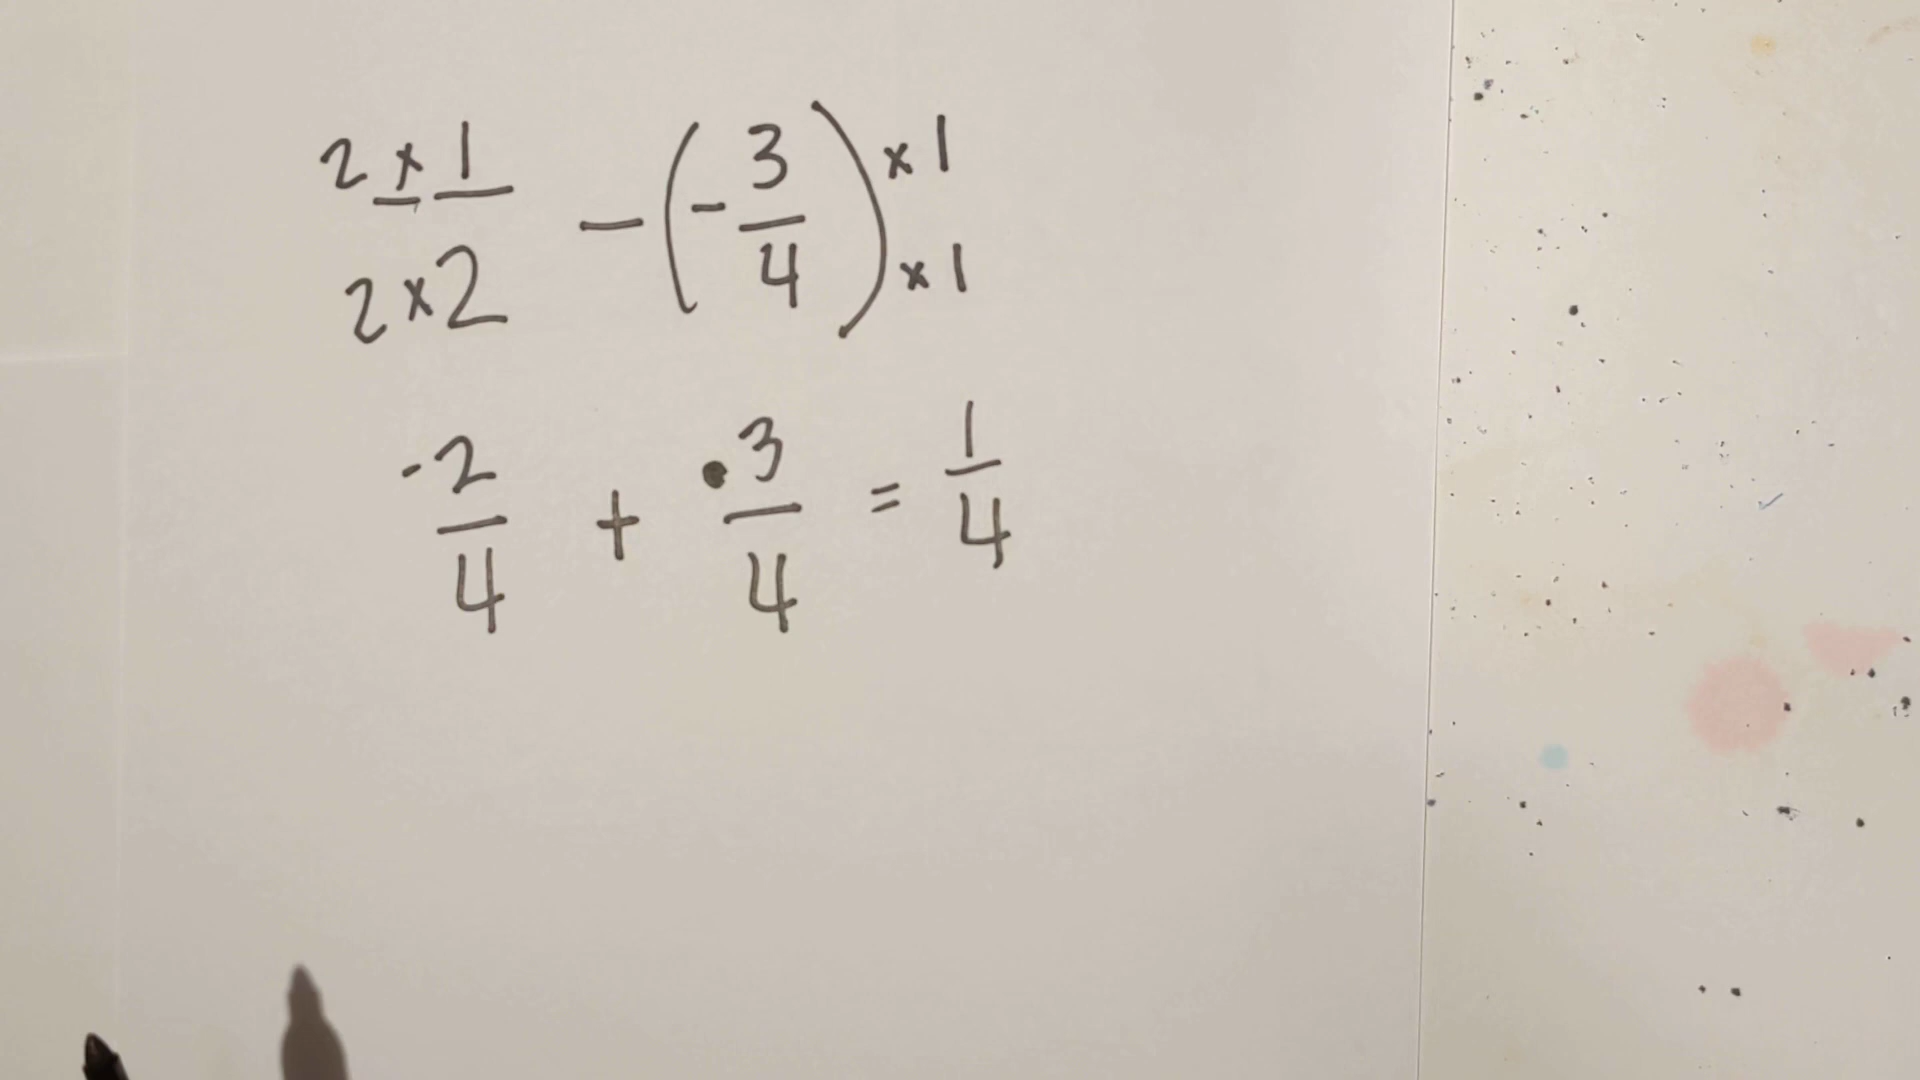 2 × 1 / 2 × 2 - (- 3/4) × 1 / × 1
- 2/4 + 3/4 = 1/4